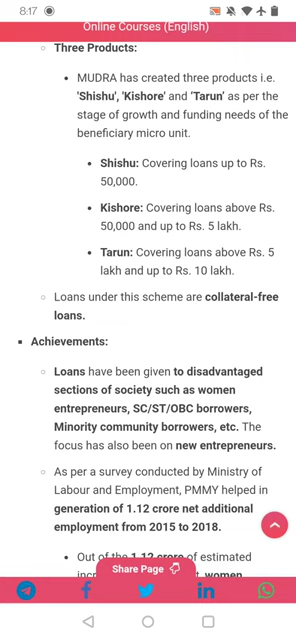 8:17
Online Courses (English)
Three Products:
MUDRA has created three products i.e.
'Shishu', 'Kishore' and 'Tarun' as per the
stage of growth and funding needs of the
beneficiary micro unit.
Shishu: Covering loans up to Rs.
50,000.
Kishore: Covering loans above Rs.
50,000 and up to Rs. 5 lakh.
Tarun: Covering loans above Rs. 5
lakh and up to Rs. 10 lakh.
Loans under this scheme are collateral-free
loans.
Achievements:
Loans have been given to disadvantaged
sections of society such as women
entrepreneurs, SC/ST/OBC borrowers,
Minority community borrowers, etc. The
focus has also been on new entrepreneurs.
As per a survey conducted by Ministry of
Labour and Employment, PMMY helped in
generation of 1.12 crore net additional
employment from 2015 to 2018.
Out of the 1.12 crore of estimated
women
Share Page